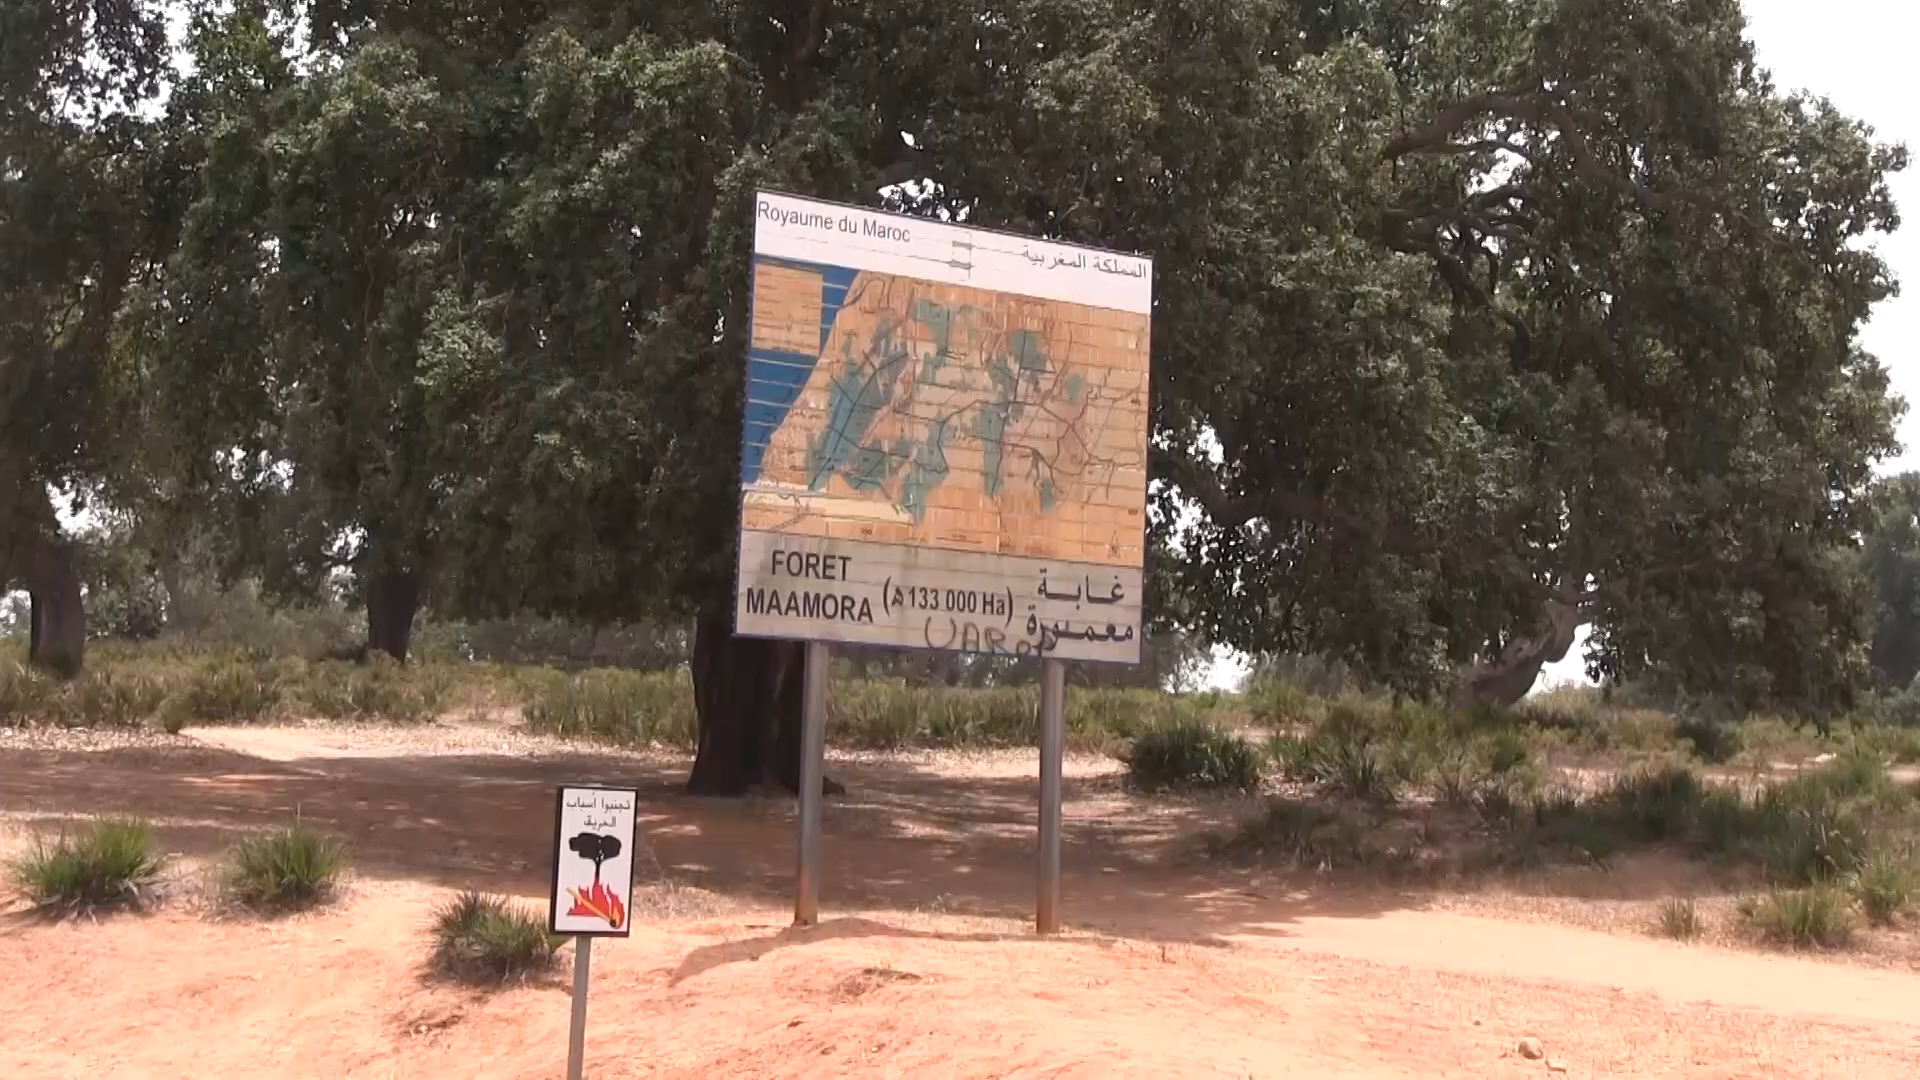 Royaume du Maroc
المملكة المغربية
FORET
MAAMORA
(ه 133 000 Ha)
غابة
معمورة
تجنبوا أسباب
الحريق